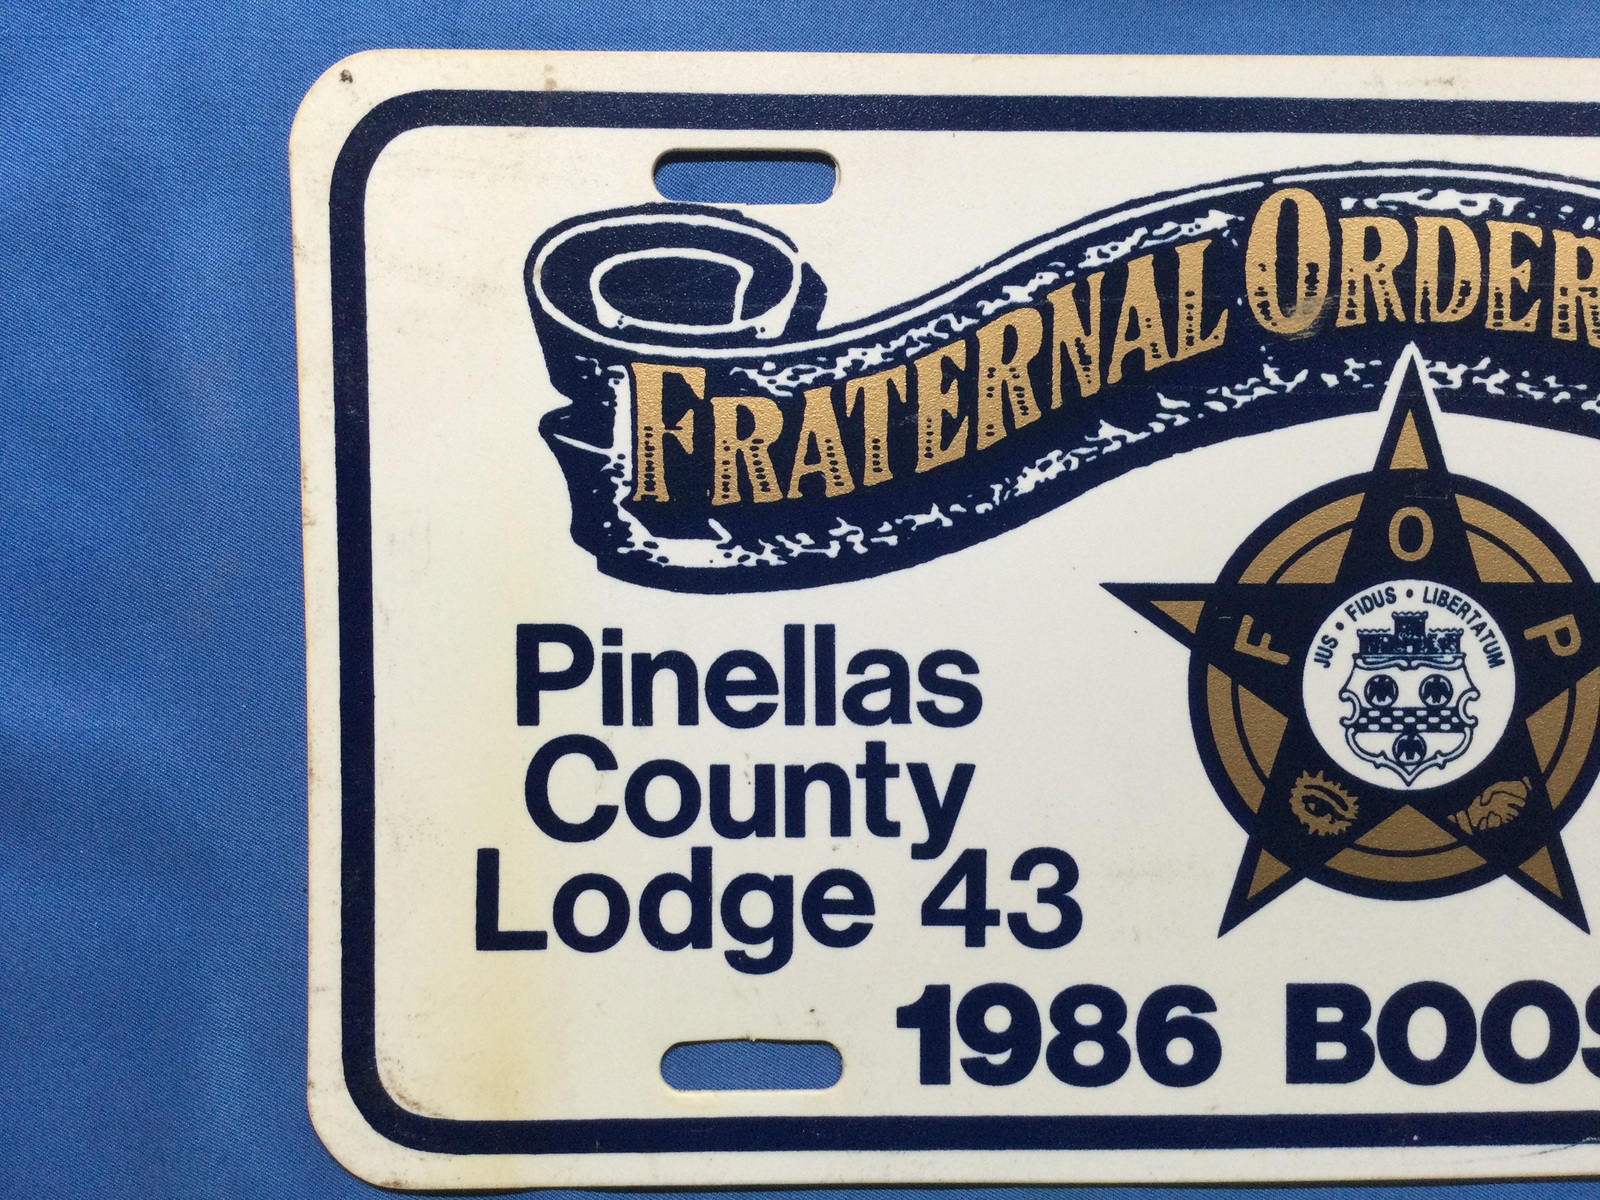 FRATERNAL ORDER
F O P
JUS • FIDUS • LIBERTATUM
Pinellas
County
Lodge 43
1986 BOOS